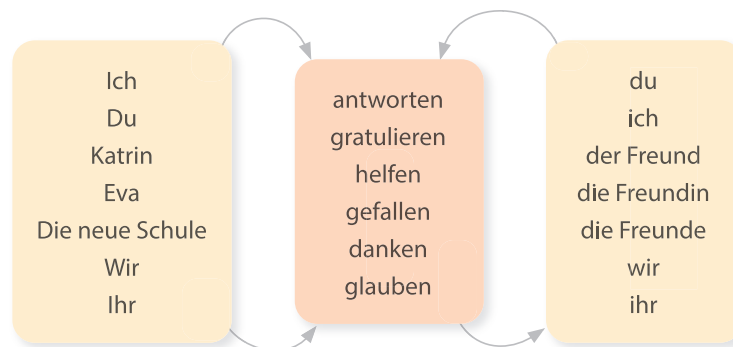 Ich
Du
Katrin
Eva
Die neue Schule
Wir
Ihr
antworten
gratulieren
helfen
gefallen
danken
glauben
du
ich
der Freund
die Freundin
die Freunde
wir
ihr